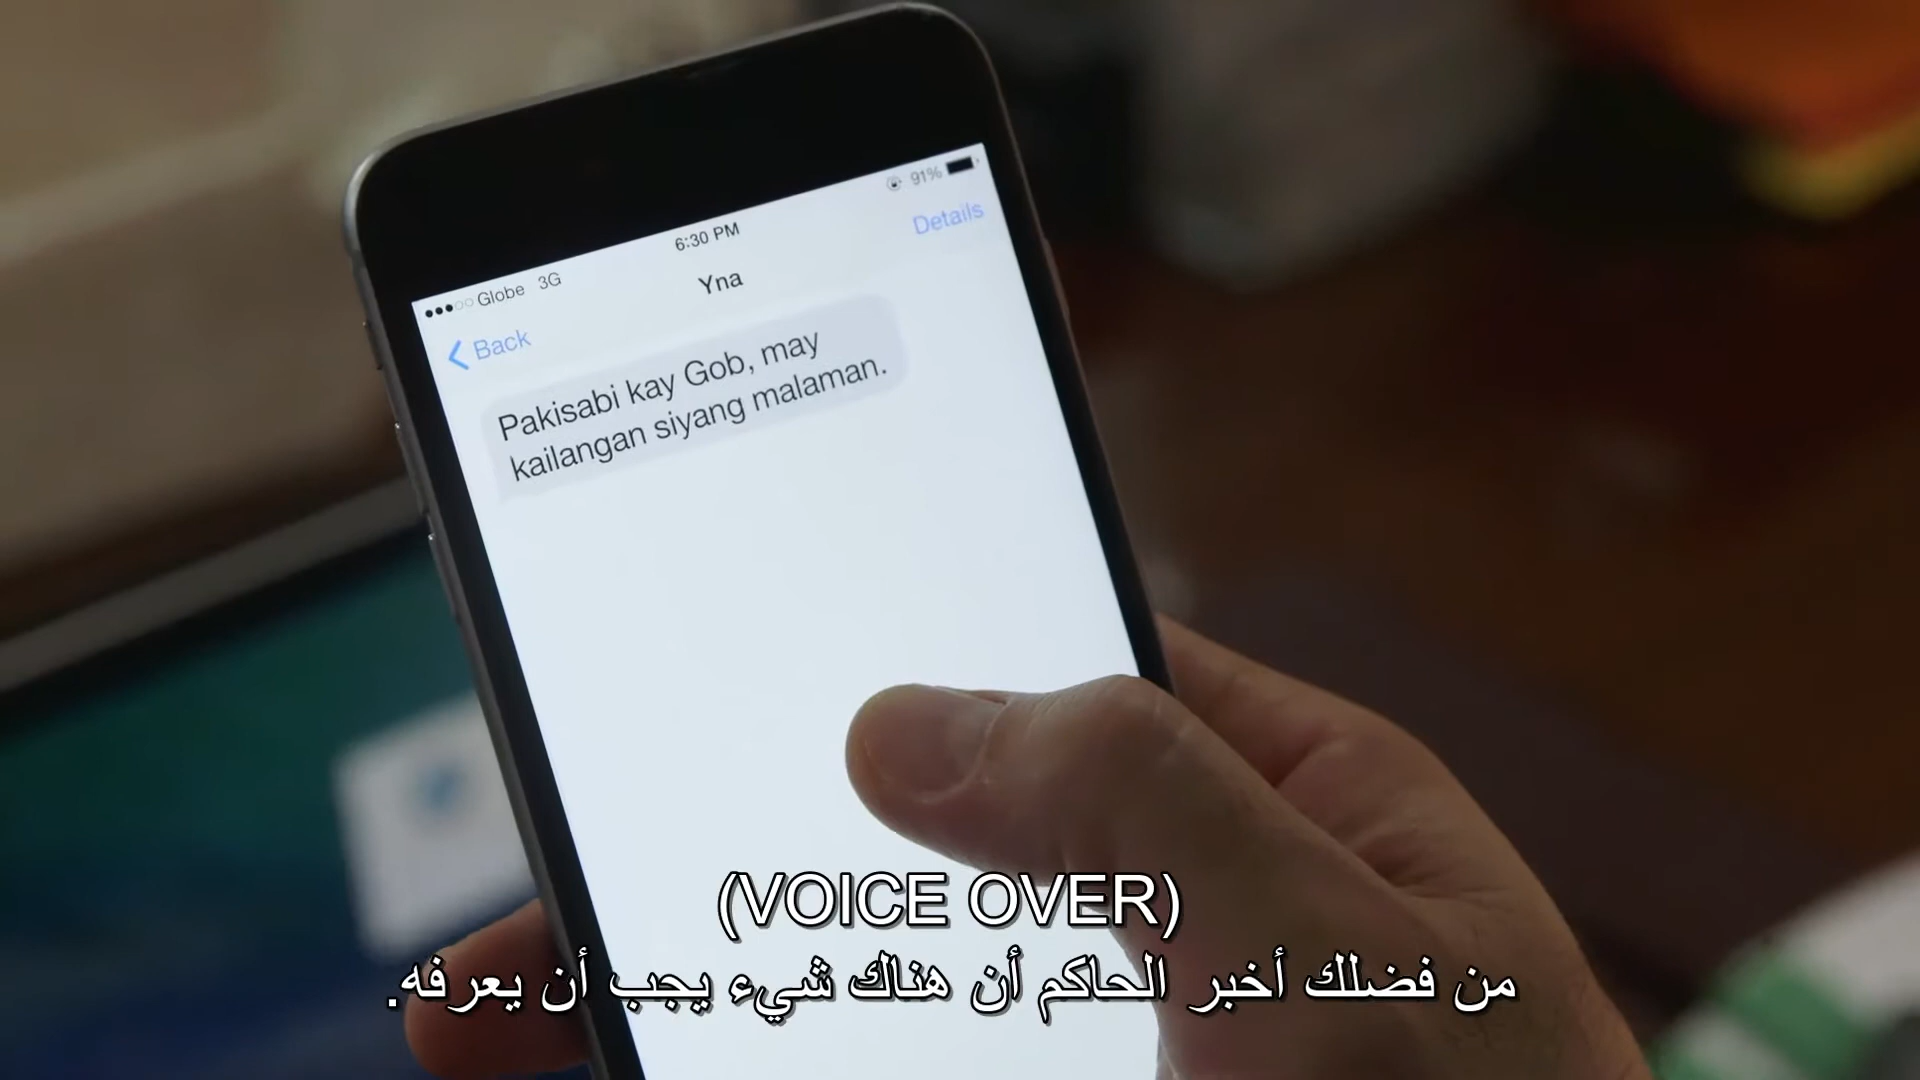 Globe 3G
6:30 PM
91%
Back
Yna
Details
Pakisabi kay Gob, may
kailangan siyang malaman.
(VOICE OVER)
من فضلك أخبر الحاكم أن هناك شيء يجب أن يعرفه.